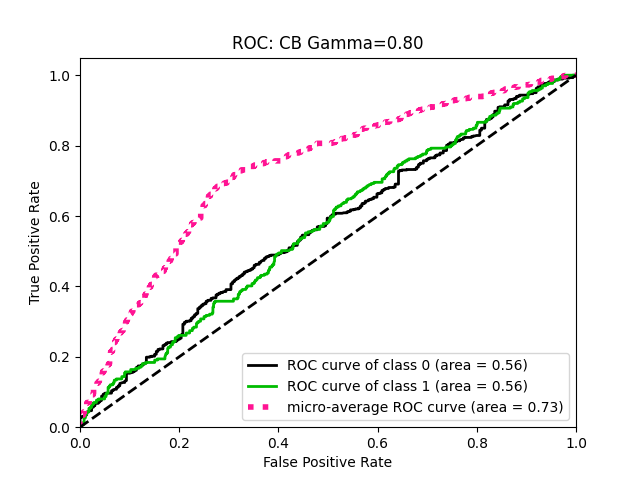 ROC: CB Gamma=0.80
True Positive Rate
1.0
0.8
0.6
0.4
0.2
0.0
ROC curve of class 0 (area = 0.56)
ROC curve of class 1 (area = 0.56)
micro-average ROC curve (area = 0.73)
0.0 0.2 0.4 0.6 0.8 1.0
False Positive Rate